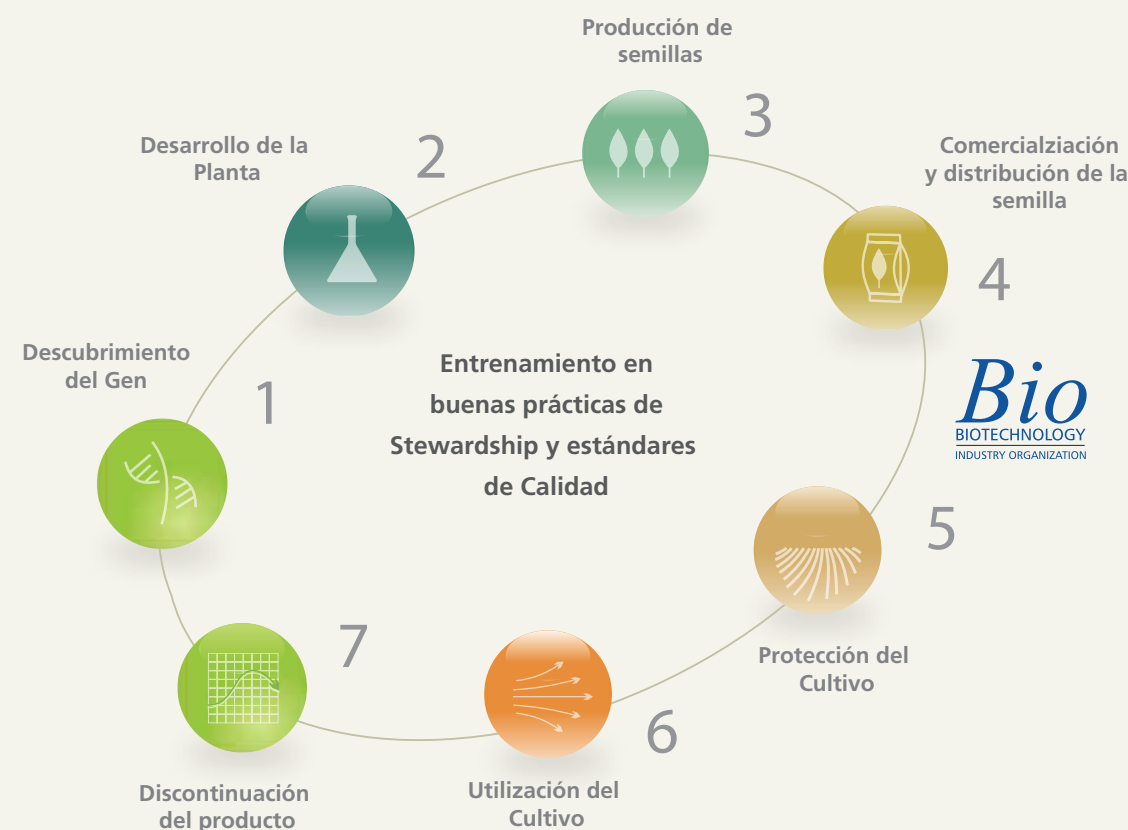 Producción de
semillas
3
Desarrollo de la
Planta
2
Comercialziación
y distribución de la
semilla
4
Descubrimiento
del Gen
1
Entrenamiento en
buenas prácticas de
Stewardship y estándares
de Calidad
Bio
BIOTECHNOLOGY
INDUSTRY ORGANIZATION
5
Protección del
Cultivo
7
6
Utilización del
Cultivo
Discontinuación
del producto